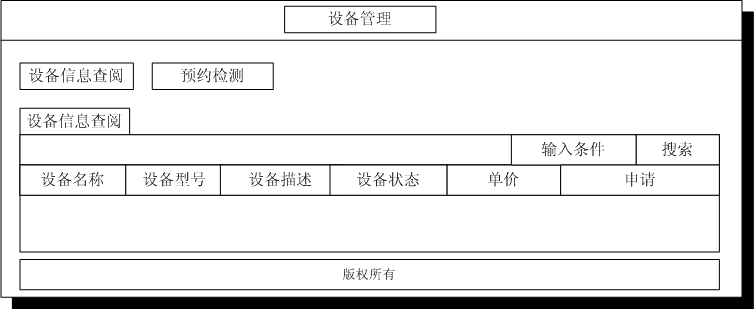 设备管理
设备信息查阅 预约检测
设备信息查阅
输入条件 搜索
设备名称 设备型号 设备描述 设备状态 单价 申请
版权所有